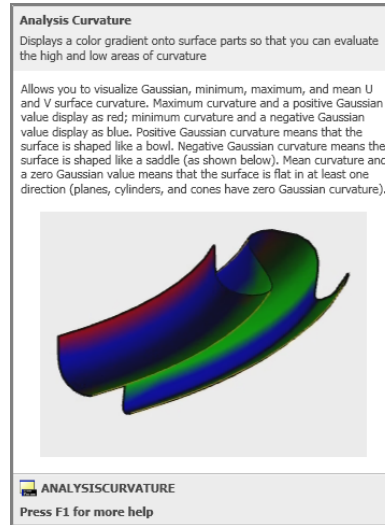 Analysis Curvature
Displays a color gradient onto surface parts so that you can evaluate
the high and low areas of curvature
Allows you to visualize Gaussian, minimum, maximum, and mean U
and V surface curvature. Maximum curvature and a positive Gaussian
value display as red; minimum curvature and a negative Gaussian
value display as blue. Positive Gaussian curvature means that the
surface is shaped like a bowl. Negative Gaussian curvature means the
surface is shaped like a saddle (as shown below). Mean curvature and
a zero Gaussian value means that the surface is flat in at least one
direction (planes, cylinders, and cones have zero Gaussian curvature).
ANALYSISCURVATURE
Press F1 for more help